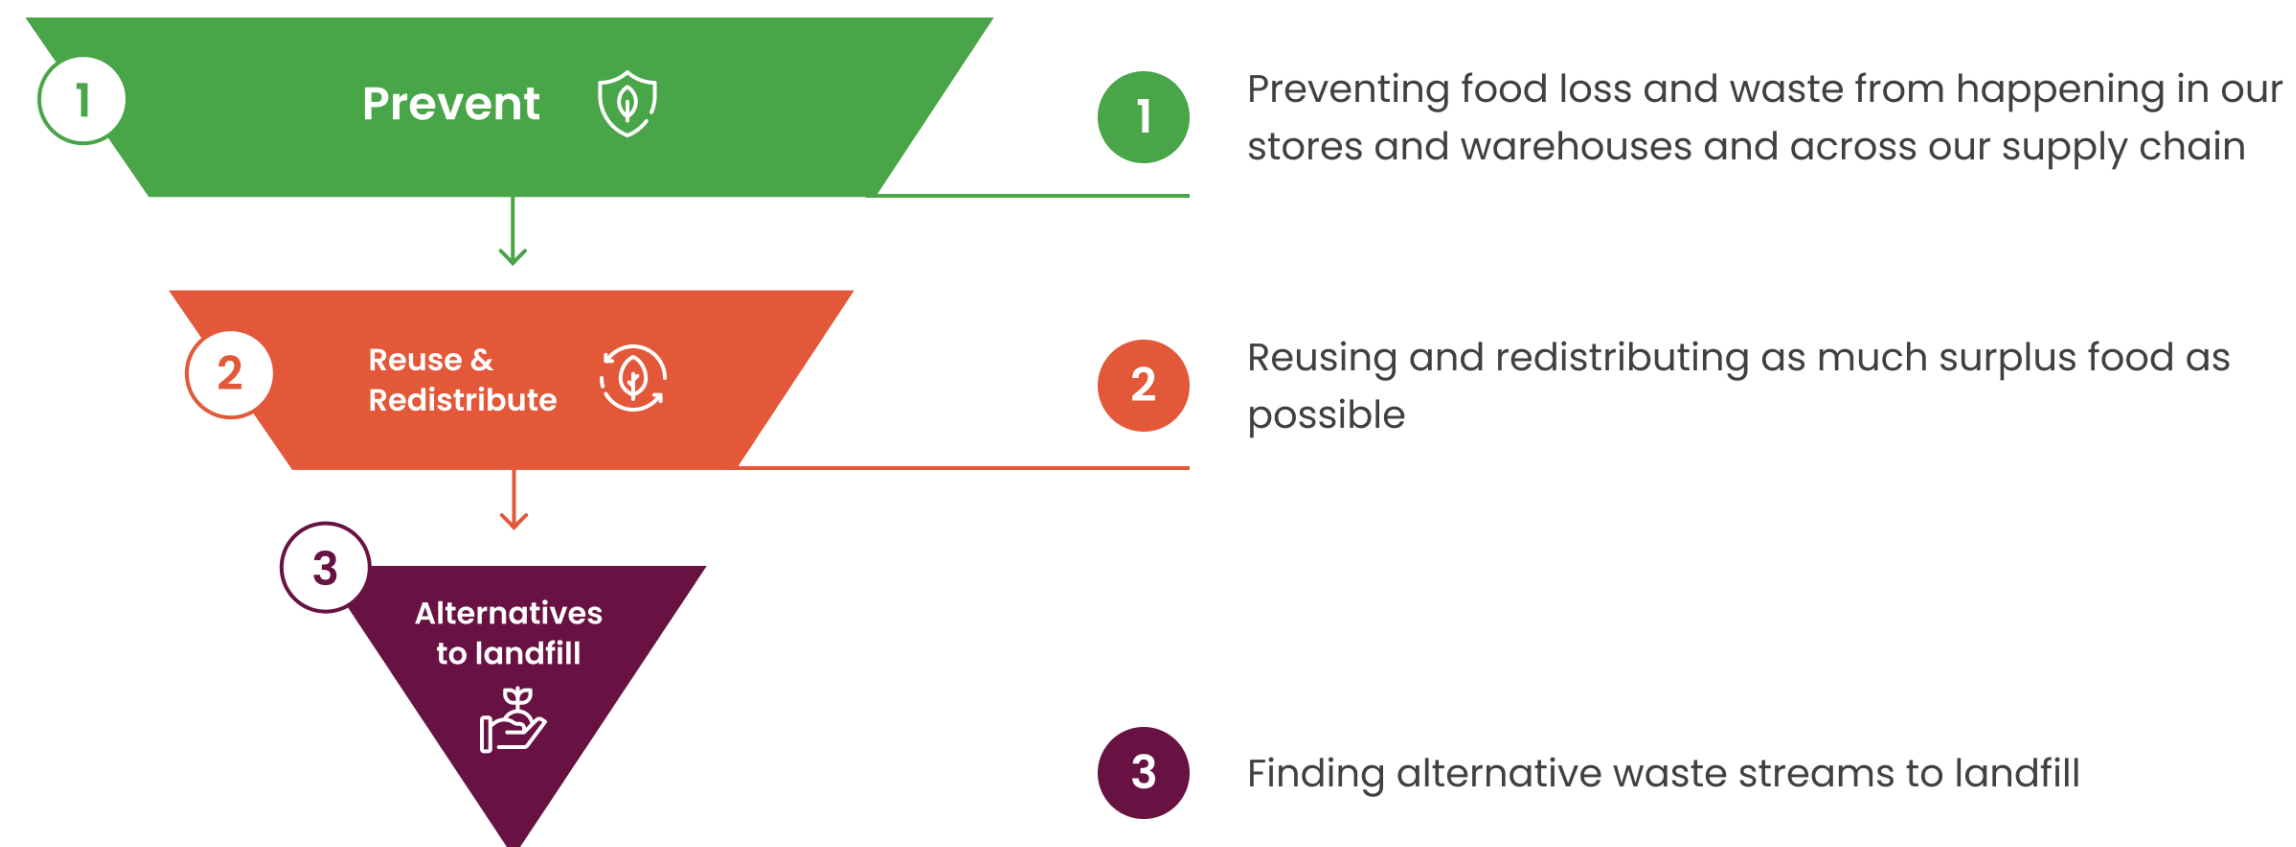 1
Prevent
1
Preventing food loss and waste from happening in our
stores and warehouses and across our supply chain
2
Reuse &
Redistribute
2
Reusing and redistributing as much surplus food as
possible
3
Alternatives
to landfill
3
Finding alternative waste streams to landfill